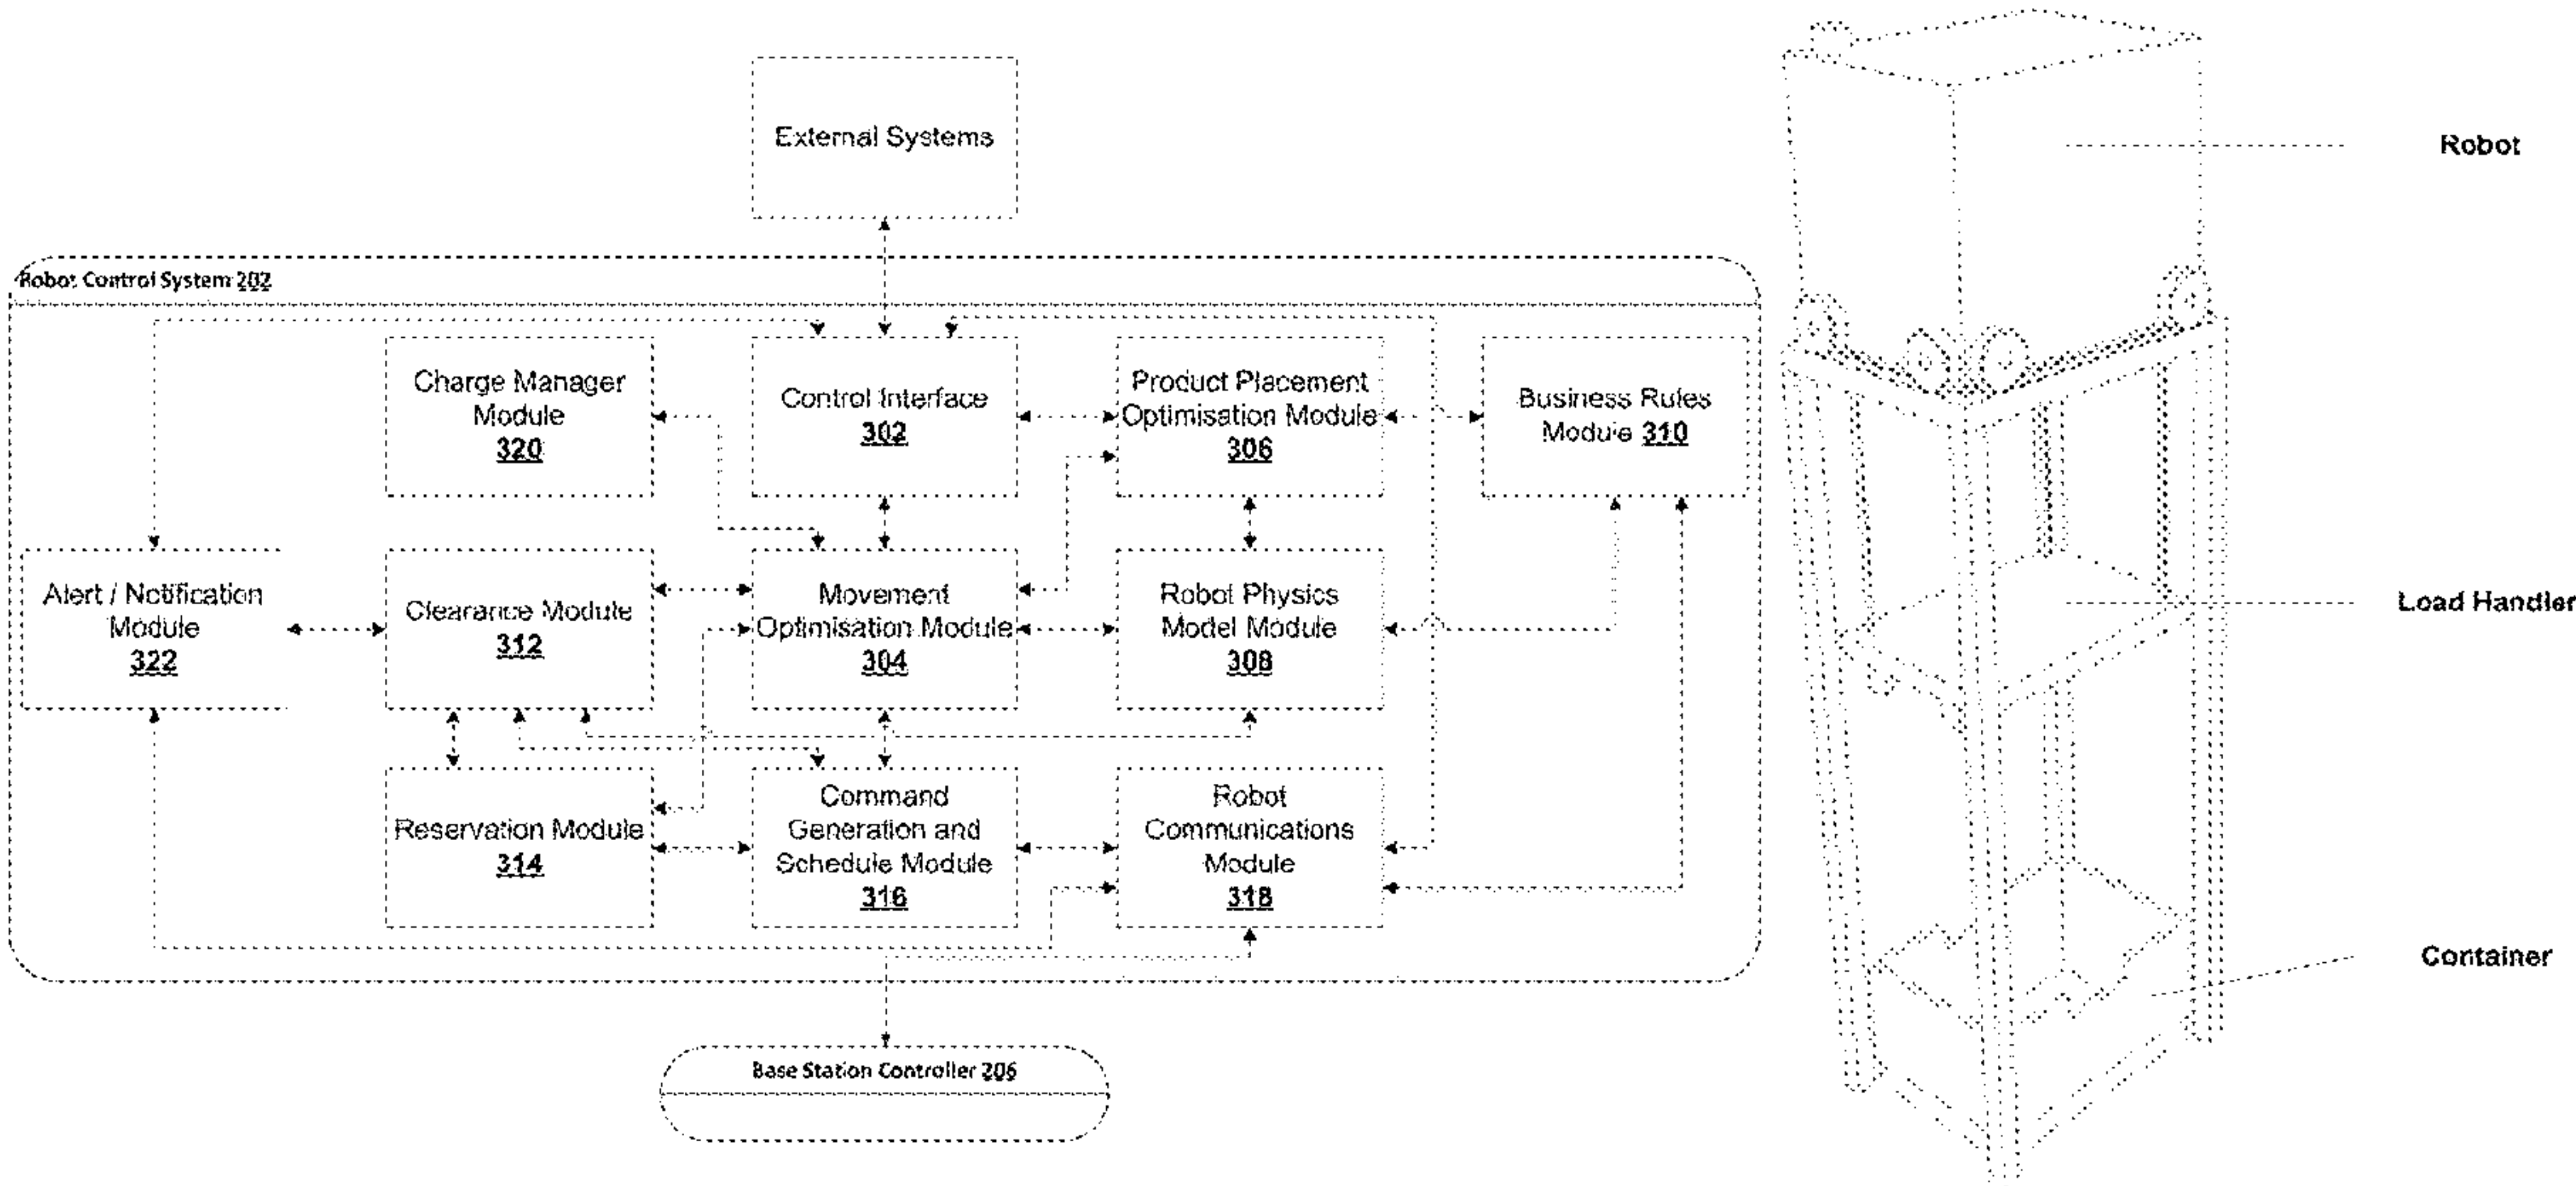 External Systems
Robot Control System 202
Charge Manager
Module
320
Control Interface
302
Product Placement
Optimisation Module
306
Business Rules
Module 310
Alert / Notification
Module
322
Clearance Module
312
Movement
Optimisation Module
304
Robot Physics
Model Module
308
Reservation Module
314
Command
Generation and
Schedule Module
316
Robot
Communications
Module
318
Base Station Controller 206
Robot
Load Handler
Container